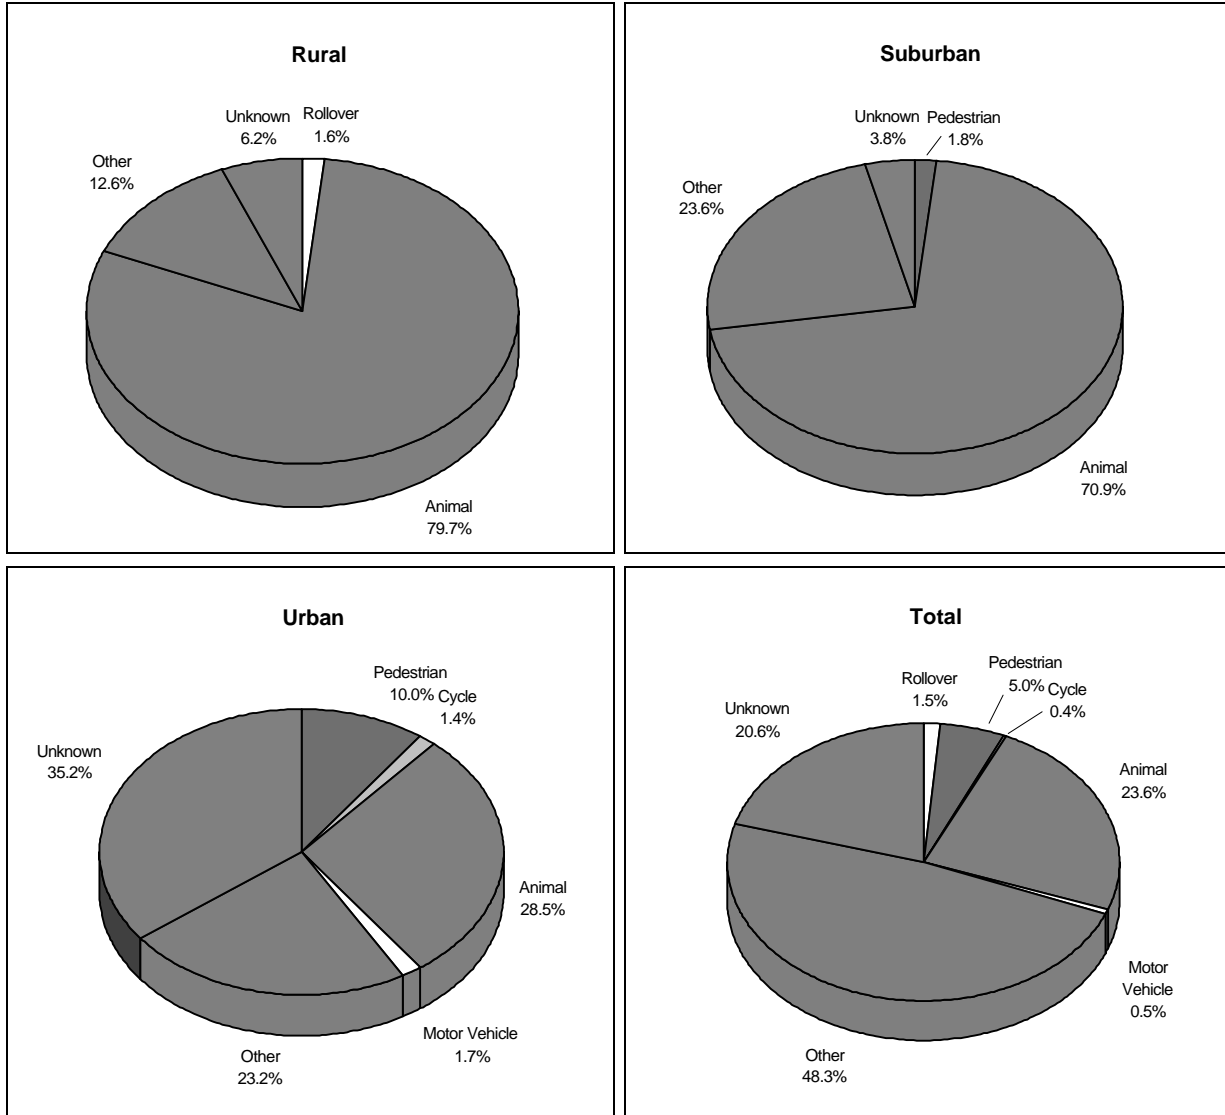 Rural
Unknown
6.2%
Rollover
1.6%
Other
12.6%
Animal
79.7%
Suburban
Unknown
3.8%
Pedestrian
1.8%
Other
23.6%
Animal
70.9%
Urban
Pedestrian
10.0%
Cycle
1.4%
Unknown
35.2%
Animal
28.5%
Motor Vehicle
1.7%
Other
23.2%
Total
Rollover
1.5%
Pedestrian
5.0%
Cycle
0.4%
Unknown
20.6%
Animal
23.6%
Motor
Vehicle
0.5%
Other
48.3%